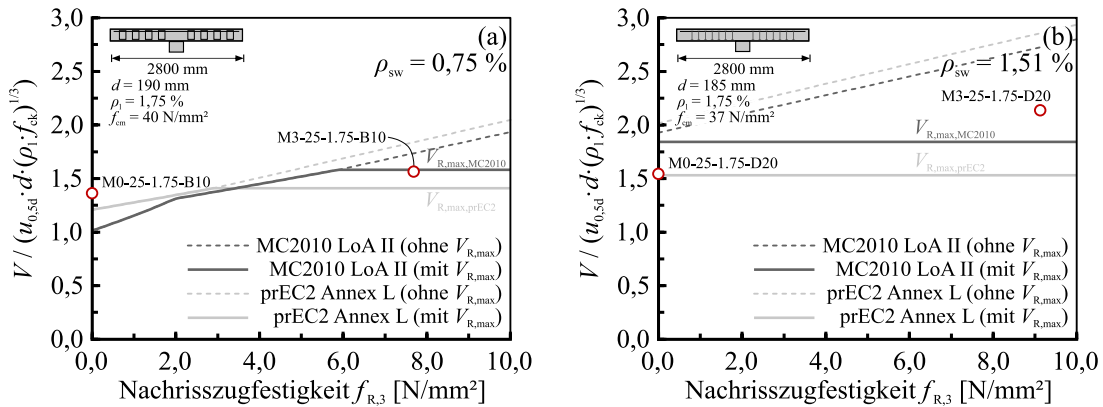 3,0
2,5
2,0
1,5
1,0
0,5
0,0
V / (u0,5d·d·(ρl·fck)1/3)
(a)
ρsw = 0,75 %
2800 mm
d = 190 mm
ρl = 1,75 %
fcm = 40 N/mm²
M3-25-1.75-B10
VR,max,MC2010
M0-25-1.75-B10
VR,max,prEC2
MC2010 LoA II (ohne VR,max)
MC2010 LoA II (mit VR,max)
prEC2 Annex L (ohne VR,max)
prEC2 Annex L (mit VR,max)
0,0 2,0 4,0 6,0 8,0 10,0
Nachrisszugfestigkeit fR,3 [N/mm²]
3,0
2,5
2,0
1,5
1,0
0,5
0,0
V / (u0,5d·d·(ρl·fck)1/3)
(b)
ρsw = 1,51 %
2800 mm
d = 185 mm
ρl = 1,75 %
fcm = 37 N/mm²
M3-25-1.75-D20
VR,max,MC2010
M0-25-1.75-D20
VR,max,prEC2
MC2010 LoA II (ohne VR,max)
MC2010 LoA II (mit VR,max)
prEC2 Annex L (ohne VR,max)
prEC2 Annex L (mit VR,max)
0,0 2,0 4,0 6,0 8,0 10,0
Nachrisszugfestigkeit fR,3 [N/mm²]